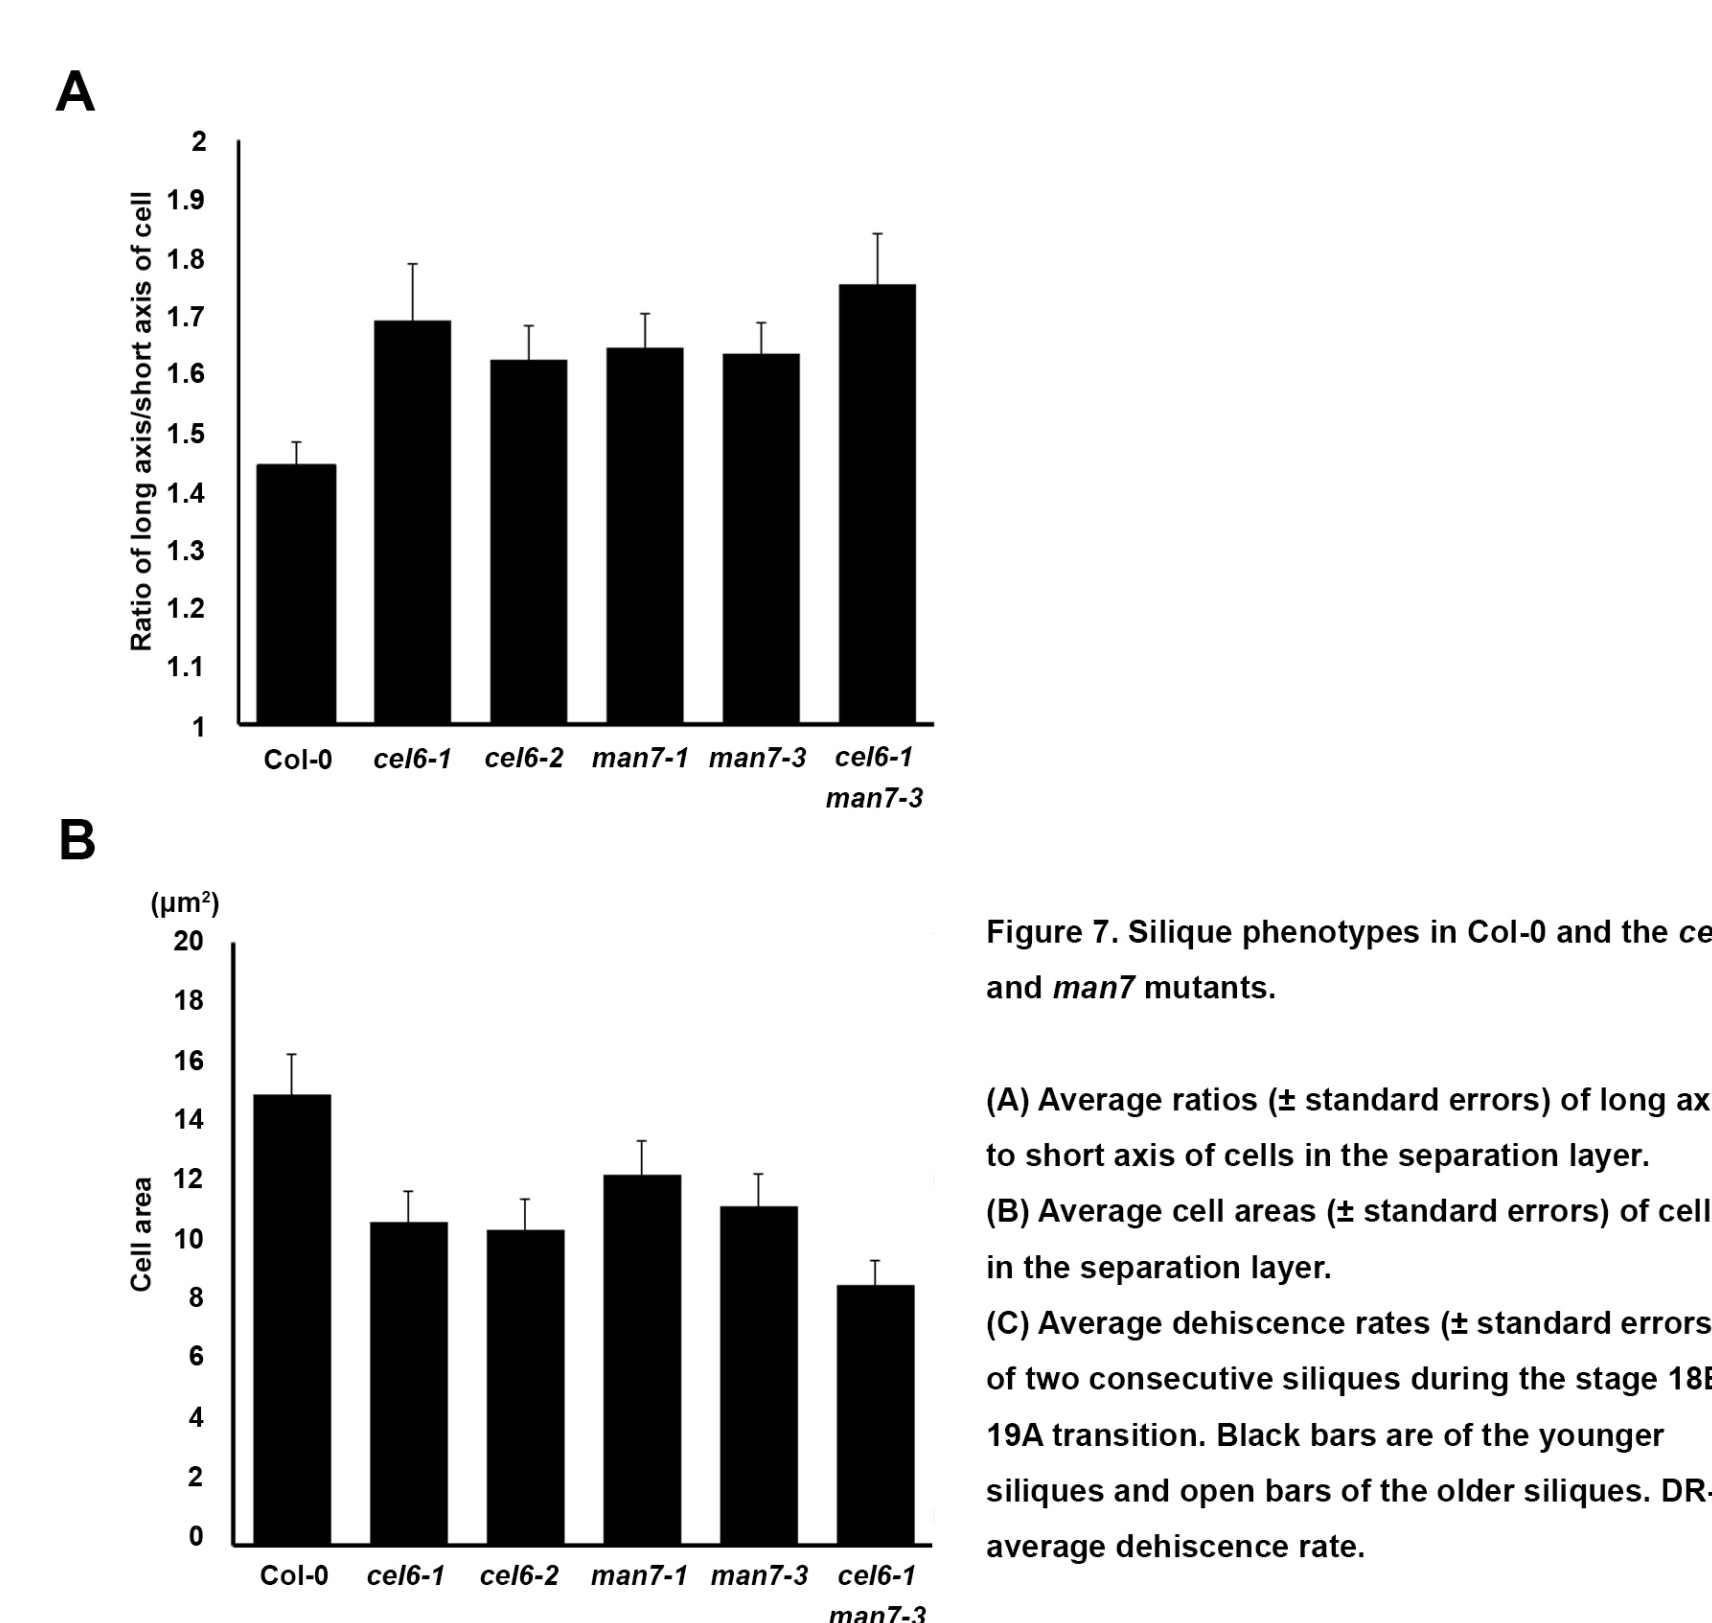 A
2
1.9
1.8
1.7
1.6
1.5
1.4
1.3
1.2
1.1
1
Ratio of long axis/short axis of cell
Col-0 cel6-1 cel6-2 man7-1 man7-3 cel6-1
man7-3
B
(μm²)
20
18
16
14
12
10
8
6
4
2
0
Cell area
Col-0 cel6-1 cel6-2 man7-1 man7-3 cel6-1
man7-3
Figure 7. Silique phenotypes in Col-0 and the
and man7 mutants.
(A) Average ratios (± standard errors) of long
to short axis of cells in the separation layer.
(B) Average cell areas (± standard errors) of cell
in the separation layer.
(C) Average dehiscence rates (± standard errors
of two consecutive siliques during the stage
19A transition. Black bars are of the younger
siliques and open bars of the older siliques. DR-
average dehiscence rate.